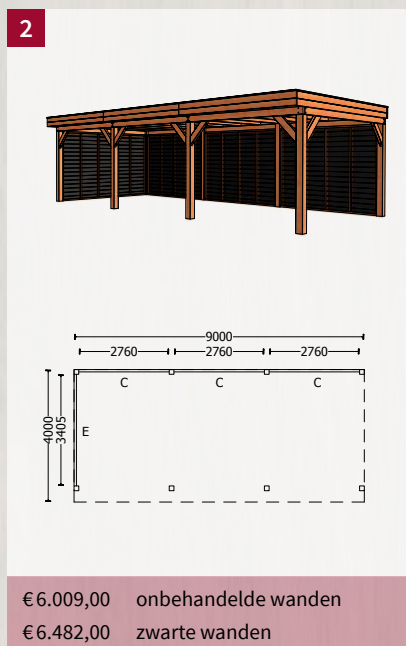 2
9000
2760 2760 2760
C C C
4000
3405
E
€ 6.009,00 onbehandelde wanden
€ 6.482,00 zwarte wanden